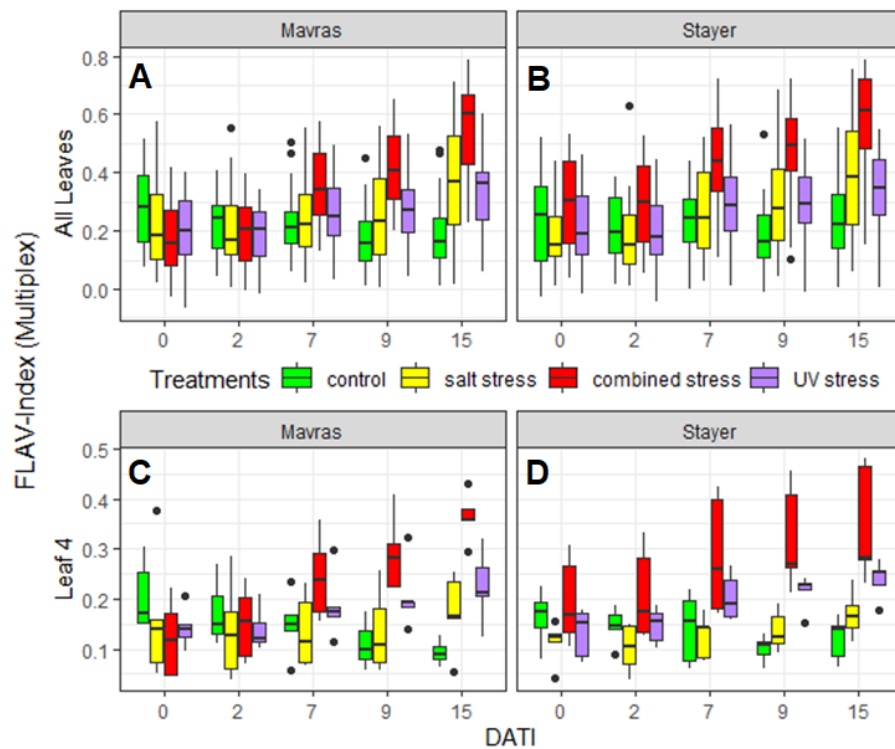 Mavras
Stayer
A
B
All Leaves
0.8
0.6
0.4
0.2
0.0
0 2 7 9 15
0 2 7 9 15
FLAV-Index (Multiplex)
Treatments control salt stress combined stress UV stress
Mavras
Stayer
C
D
Leaf 4
0.5
0.4
0.3
0.2
0.1
0 2 7 9 15
0 2 7 9 15
DATI